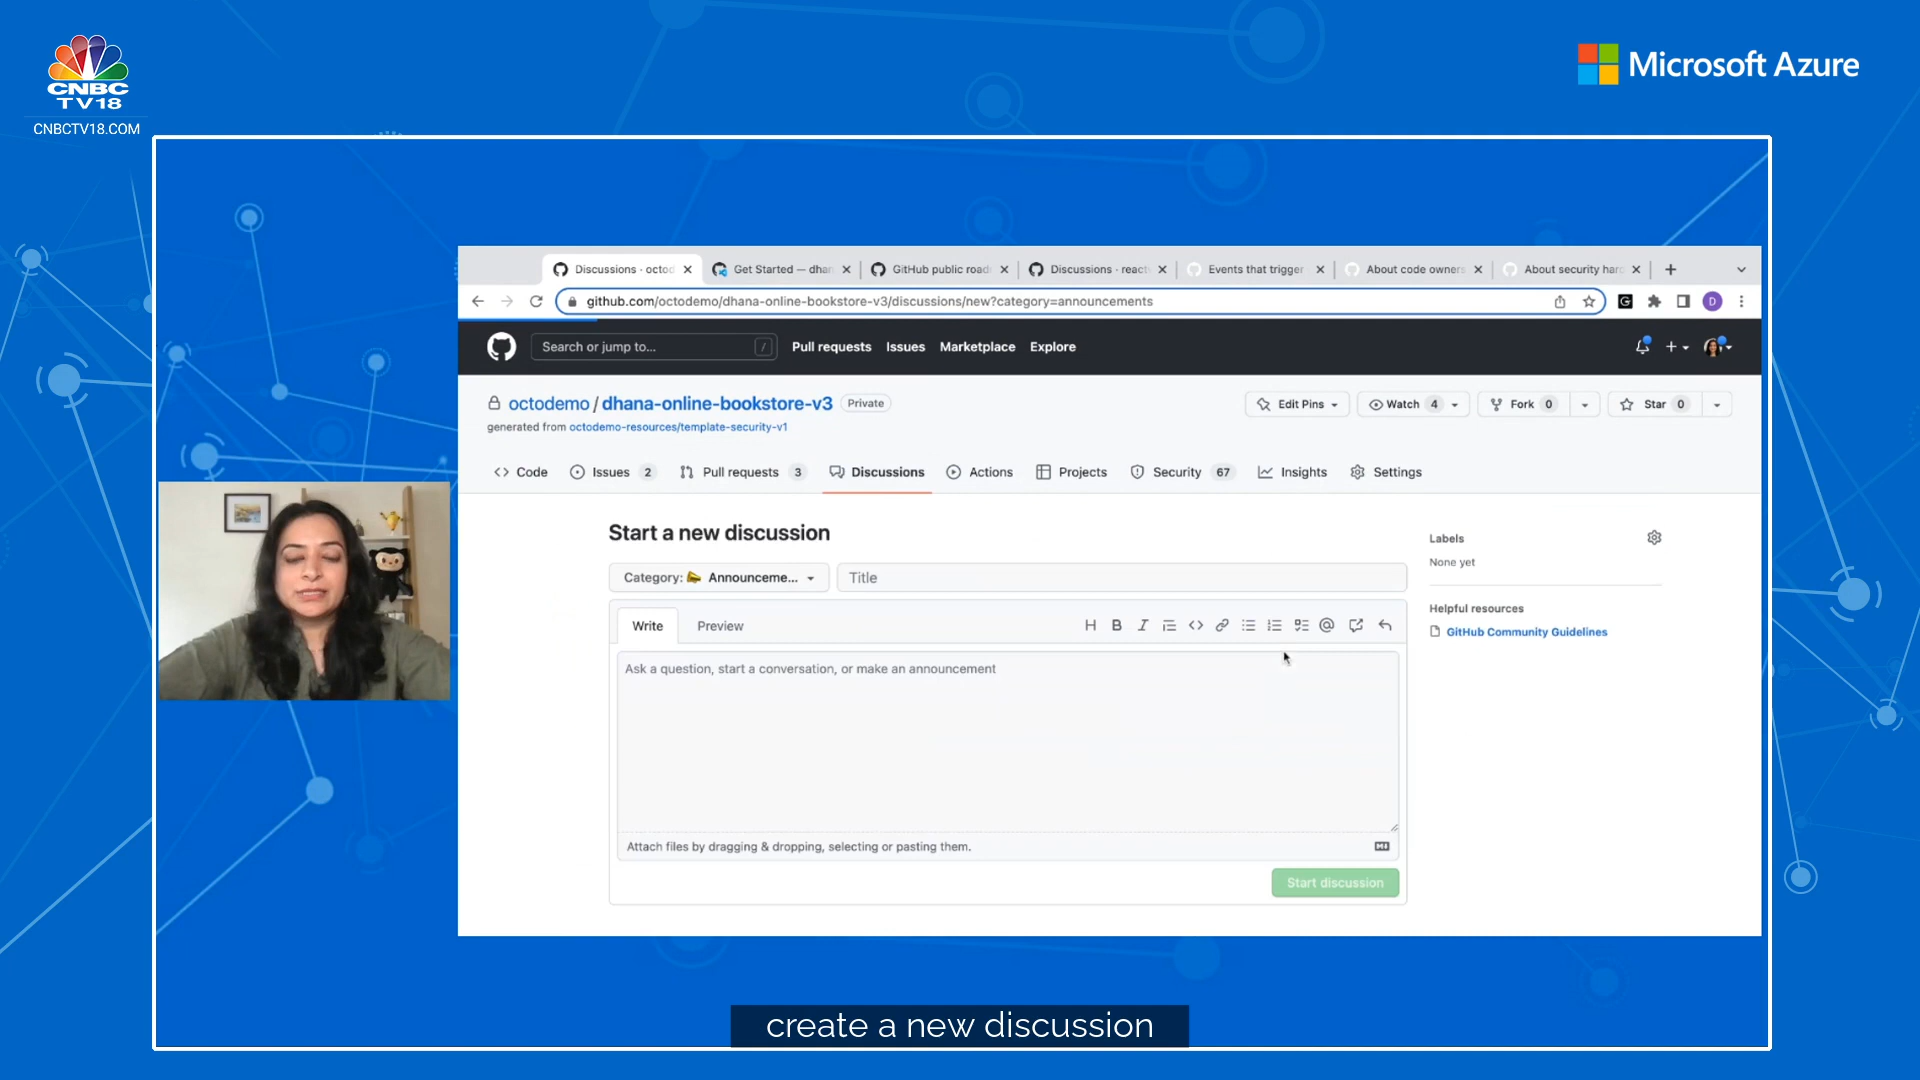 CNBC
TV18
CNBCTV18.COM
Microsoft Azure
Discussions · octod
Get Started — dhan
GitHub public road
Discussions · react
Events that trigger
About code owners
About security har
github.com/octodemo/dhana-online-bookstore-v3/discussions/new?category=announcements
G
D
Search or jump to... /
Pull requests Issues Marketplace Explore
octodemo / dhana-online-bookstore-v3 Private
Edit Pins Watch 4 Fork 0 Star 0
generated from octodemo-resources/template-security-v1
Code Issues 2 Pull requests 3 Discussions Actions Projects Security 67 Insights Settings
Start a new discussion
Category: Announceme... Title
Write Preview
H B I
Ask a question, start a conversation, or make an announcement
Attach files by dragging & dropping, selecting or pasting them.
Start discussion
Labels
None yet
Helpful resources
GitHub Community Guidelines
create a new discussion